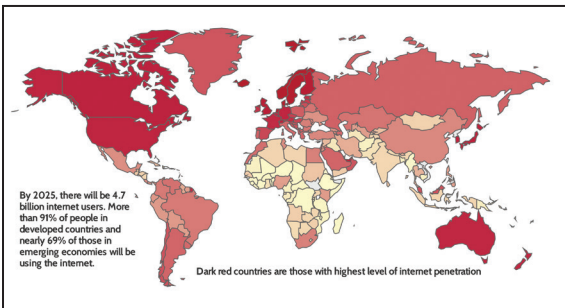 By 2025, there will be 4.7
billion internet users. More
than 91% of people in
developed countries and
nearly 69% of those in
emerging economies will be
using the internet.
Dark red countries are those with highest level of internet penetration